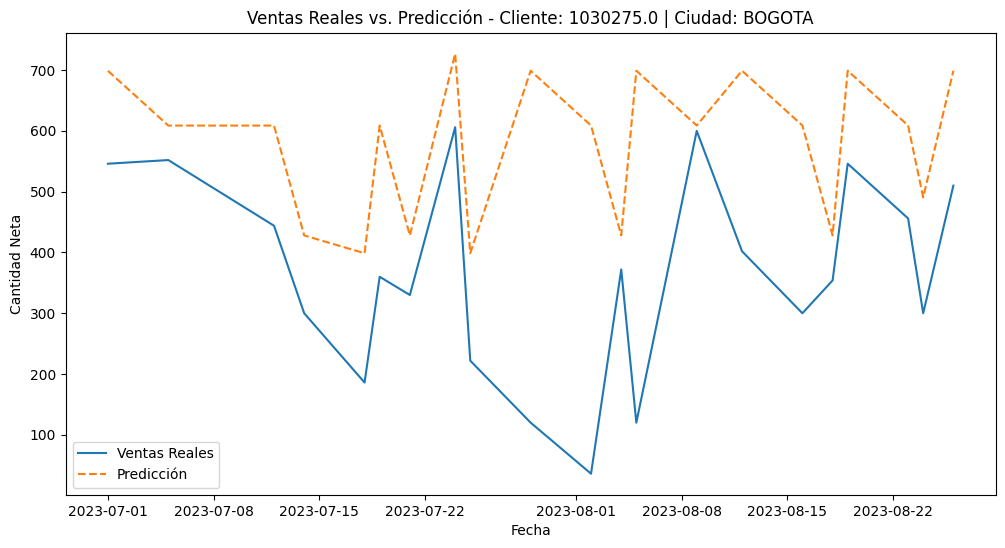 Ventas Reales vs. Predicción - Cliente: 1030275.0 | Ciudad: BOGOTA
Cantidad Neta
700
600
500
400
300
200
100
Ventas Reales
Predicción
2023-07-01 2023-07-08 2023-07-15 2023-07-22 2023-08-01 2023-08-08 2023-08-15 2023-08-22
Fecha